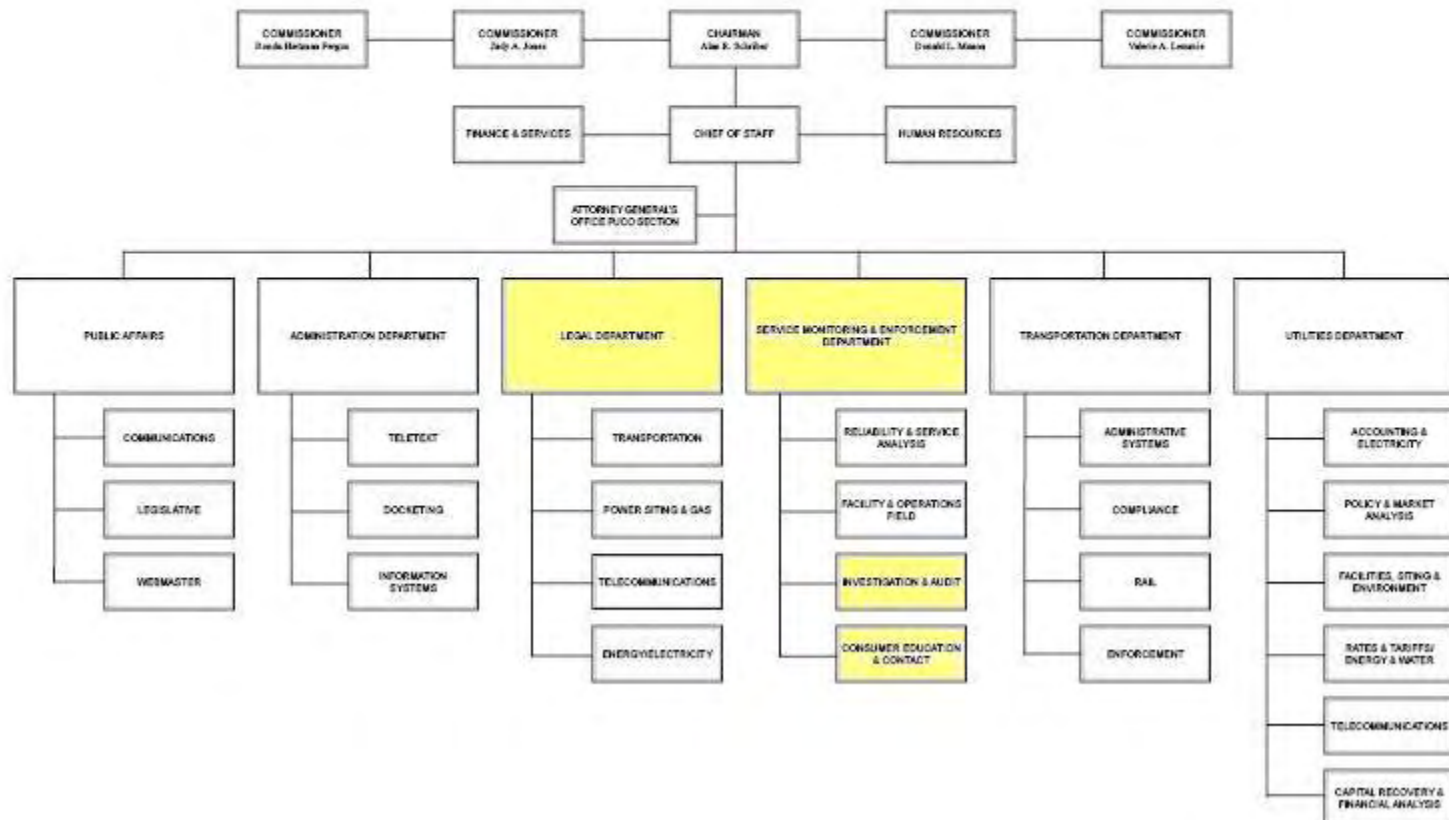 COMMISSIONER
COMMISSIONER
Judy A. Jones
CHAIRMAN
Alan R. Schriber
COMMISSIONER
Donald L. Mason
COMMISSIONER
Valerie A. Lemmie
FINANCE & SERVICES
CHIEF OF STAFF
HUMAN RESOURCES
ATTORNEY GENERAL'S
OFFICE PUCO SECTION
PUBLIC AFFAIRS
ADMINISTRATION DEPARTMENT
LEGAL DEPARTMENT
SERVICE MONITORING & ENFORCEMENT
DEPARTMENT
TRANSPORTATION DEPARTMENT
UTILITIES DEPARTMENT
COMMUNICATIONS
LEGISLATIVE
WEBMASTER
TELETEXT
DOCKETING
INFORMATION
SYSTEMS
TRANSPORTATION
POWER SITING & GAS
TELECOMMUNICATIONS
ENERGY/ELECTRICITY
RELIABILITY & SERVICE
ANALYSIS
FACILITY & OPERATIONS
FIELD
INVESTIGATION & AUDIT
CONSUMER EDUCATION
& CONTACT
ADMINISTRATIVE
SYSTEMS
COMPLIANCE
RAIL
ENFORCEMENT
ACCOUNTING &
ELECTRICITY
POLICY & MARKET
ANALYSIS
FACILITIES, SITING &
ENVIRONMENT
RATES & TARIFFS/
ENERGY & WATER
TELECOMMUNICATIONS
CAPITAL RECOVERY &
FINANCIAL ANALYSIS